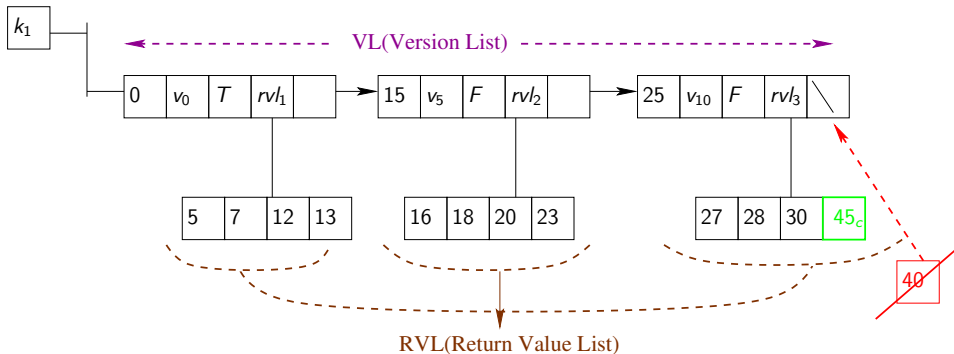 k₁
VL(Version List)
0 v₀ T rvl₁ 15 v₅ F rvl₂ 25 v₁₀ F rvl₃
5 7 12 13 16 18 20 23 27 28 30 45c
40
RVL(Return Value List)